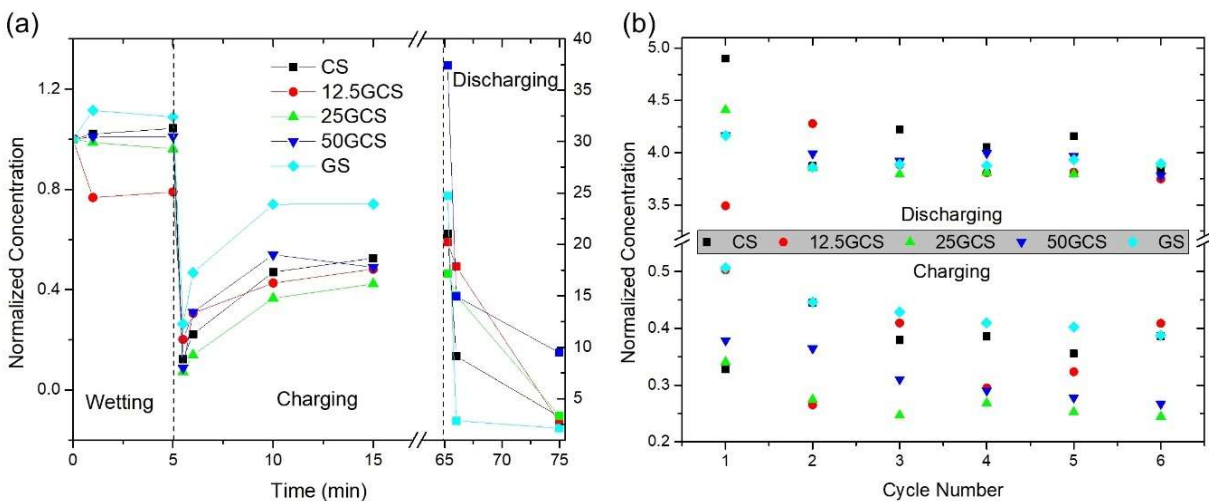 (a)
Normalized Concentration
1.2
0.8
0.4
0.0
40
35
30
25
20
15
10
5
CS
12.5GCS
25GCS
50GCS
GS
Discharging
Wetting
Charging
0 5 10 15 65 70 75
Time (min)
(b)
Normalized Concentration
5.0
4.5
4.0
3.5
Discharging
CS 12.5GCS 25GCS 50GCS GS
Charging
0.5
0.4
0.3
0.2
1 2 3 4 5 6
Cycle Number